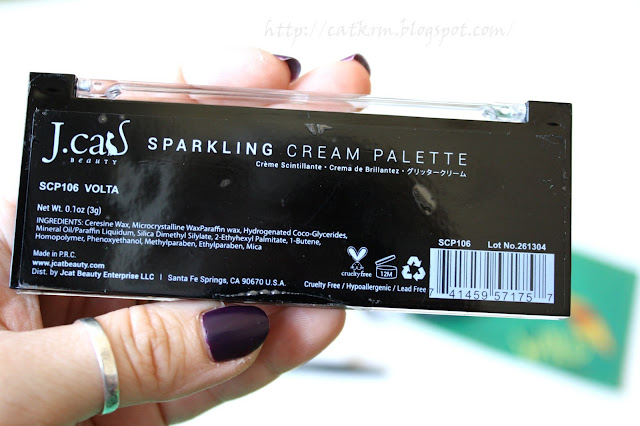 http://catkrm.blogspot.com/
J.caS SPARKLING CREAM PALETTE
BEAUTY
Crème Scintillante • Crema de Brillantez • グリッタークリーム
SCP106 VOLTA
Net Wt. 0.1oz (3g)
INGREDIENTS: Ceresine Wax, Microcrystalline WaxParaffin wax, Hydrogenated Coco-Glycerides,
Mineral Oil/Paraffin Liquidum, Silica Dimethyl Silylate, 2-Ethyhexyl Palmitate, 1-Butene,
Homopolymer, Phenoxyethanol, Methylparaben, Ethylparaben, Mica
Made in P.R.C.
www.jcatbeauty.com
Dist. by Jcat Beauty Enterprise LLC | Santa Fe Springs, CA 90670 U.S.A.
crueltyfree
12M
Cruelty Free / Hypoallergenic / Lead Free
SCP106 Lot No.261304
7 41459 57175 7